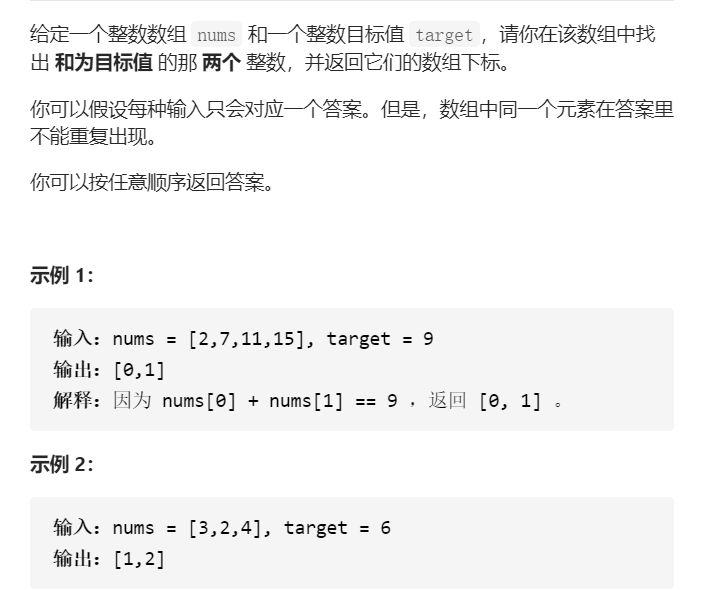 给定一个整数数组 nums 和一个整数目标值 target，请你在该数组中找
出 和为目标值 的那 两个 整数，并返回它们的数组下标。
你可以假设每种输入只会对应一个答案。但是，数组中同一个元素在答案里
不能重复出现。
你可以按任意顺序返回答案。
示例 1：
输入：nums = [2,7,11,15], target = 9
输出：[0,1]
解释：因为 nums[0] + nums[1] == 9 ，返回 [0, 1] 。
示例 2：
输入：nums = [3,2,4], target = 6
输出：[1,2]